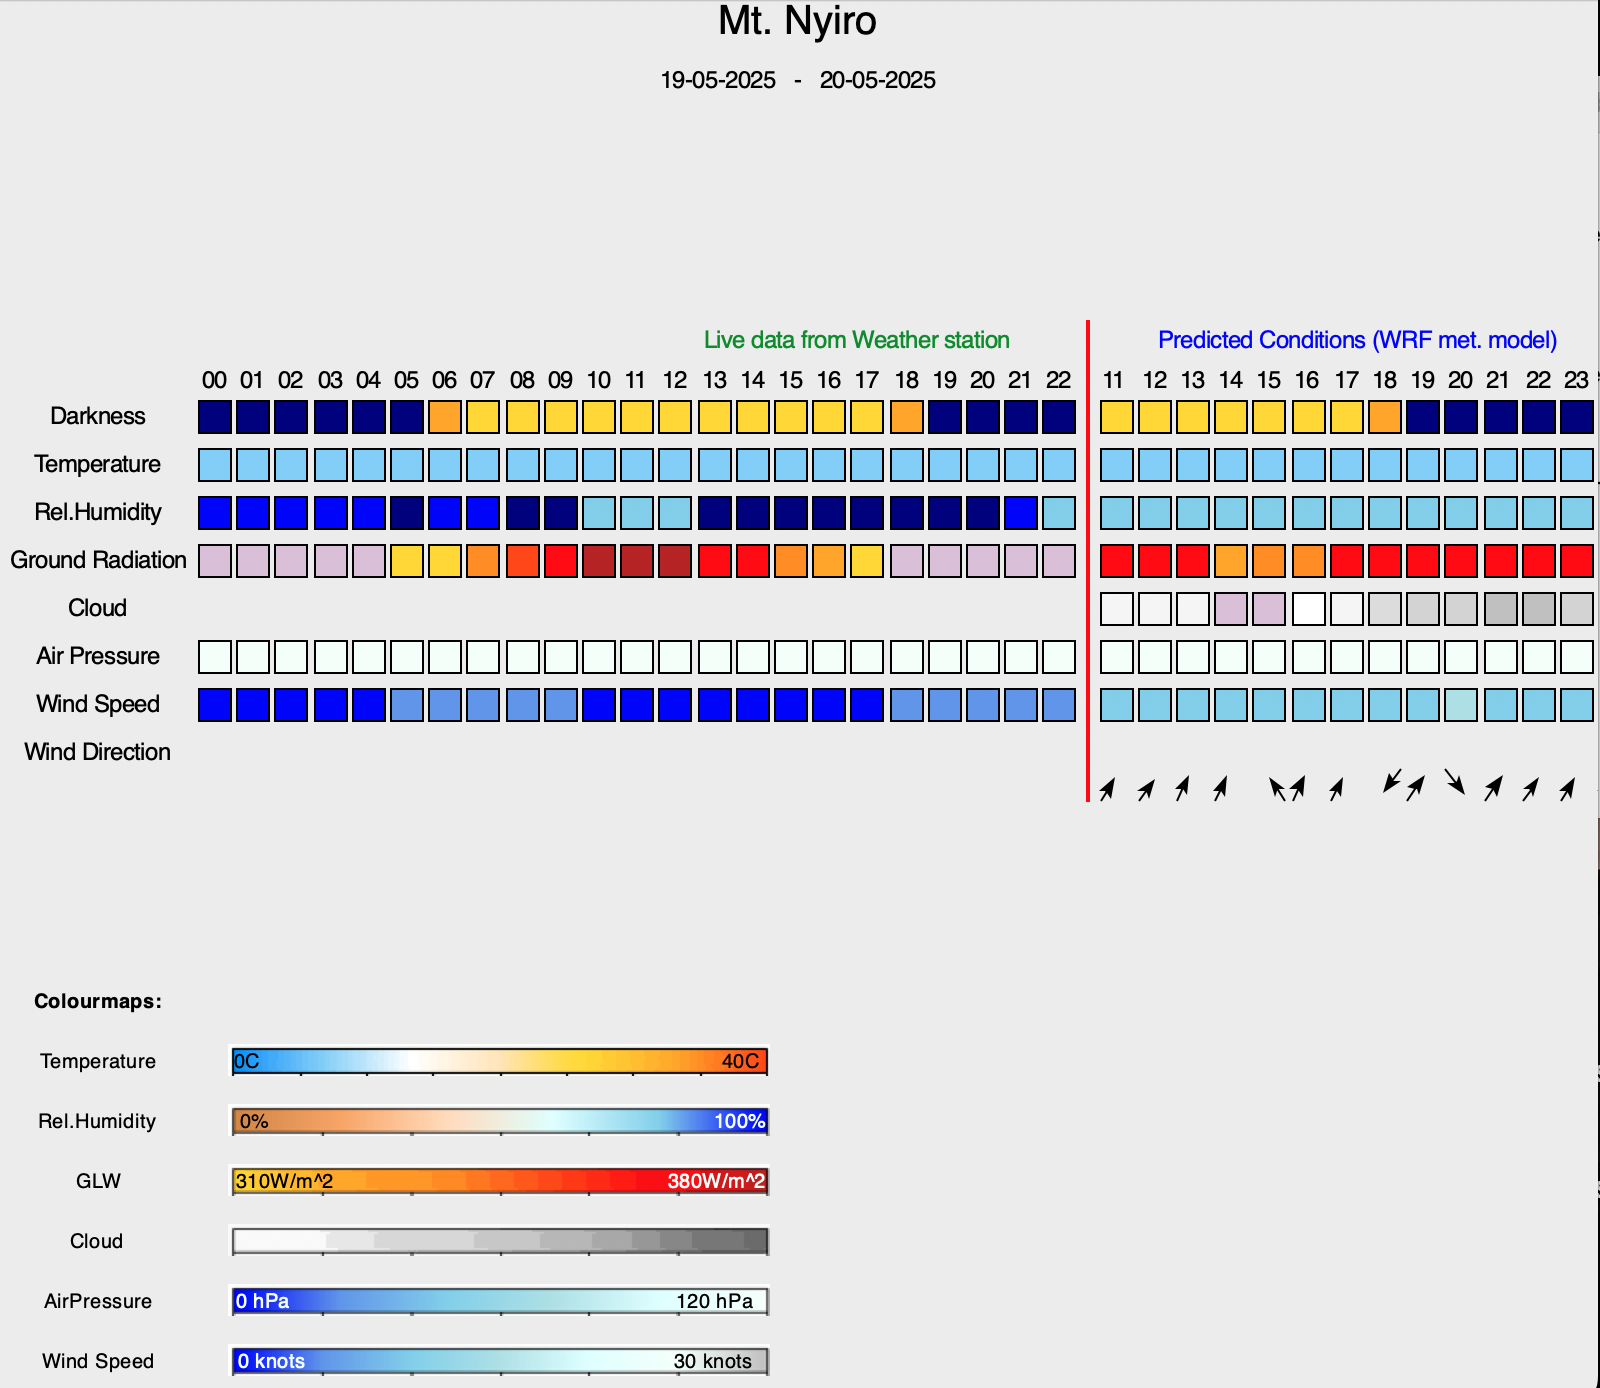 Mt. Nyiro
19-05-2025 - 20-05-2025
Live data from Weather station Predicted Conditions (WRF met. model)
00 01 02 03 04 05 06 07 08 09 10 11 12 13 14 15 16 17 18 19 20 21 22 11 12 13 14 15 16 17 18 19 20 21 22 23
Darkness
Temperature
Rel.Humidity
Ground Radiation
Cloud
Air Pressure
Wind Speed
Wind Direction
Colourmaps:
Temperature 0C 40C
Rel.Humidity 0% 100%
GLW 310W/m^2 380W/m^2
Cloud
AirPressure 0 hPa 120 hPa
Wind Speed 0 knots 30 knots